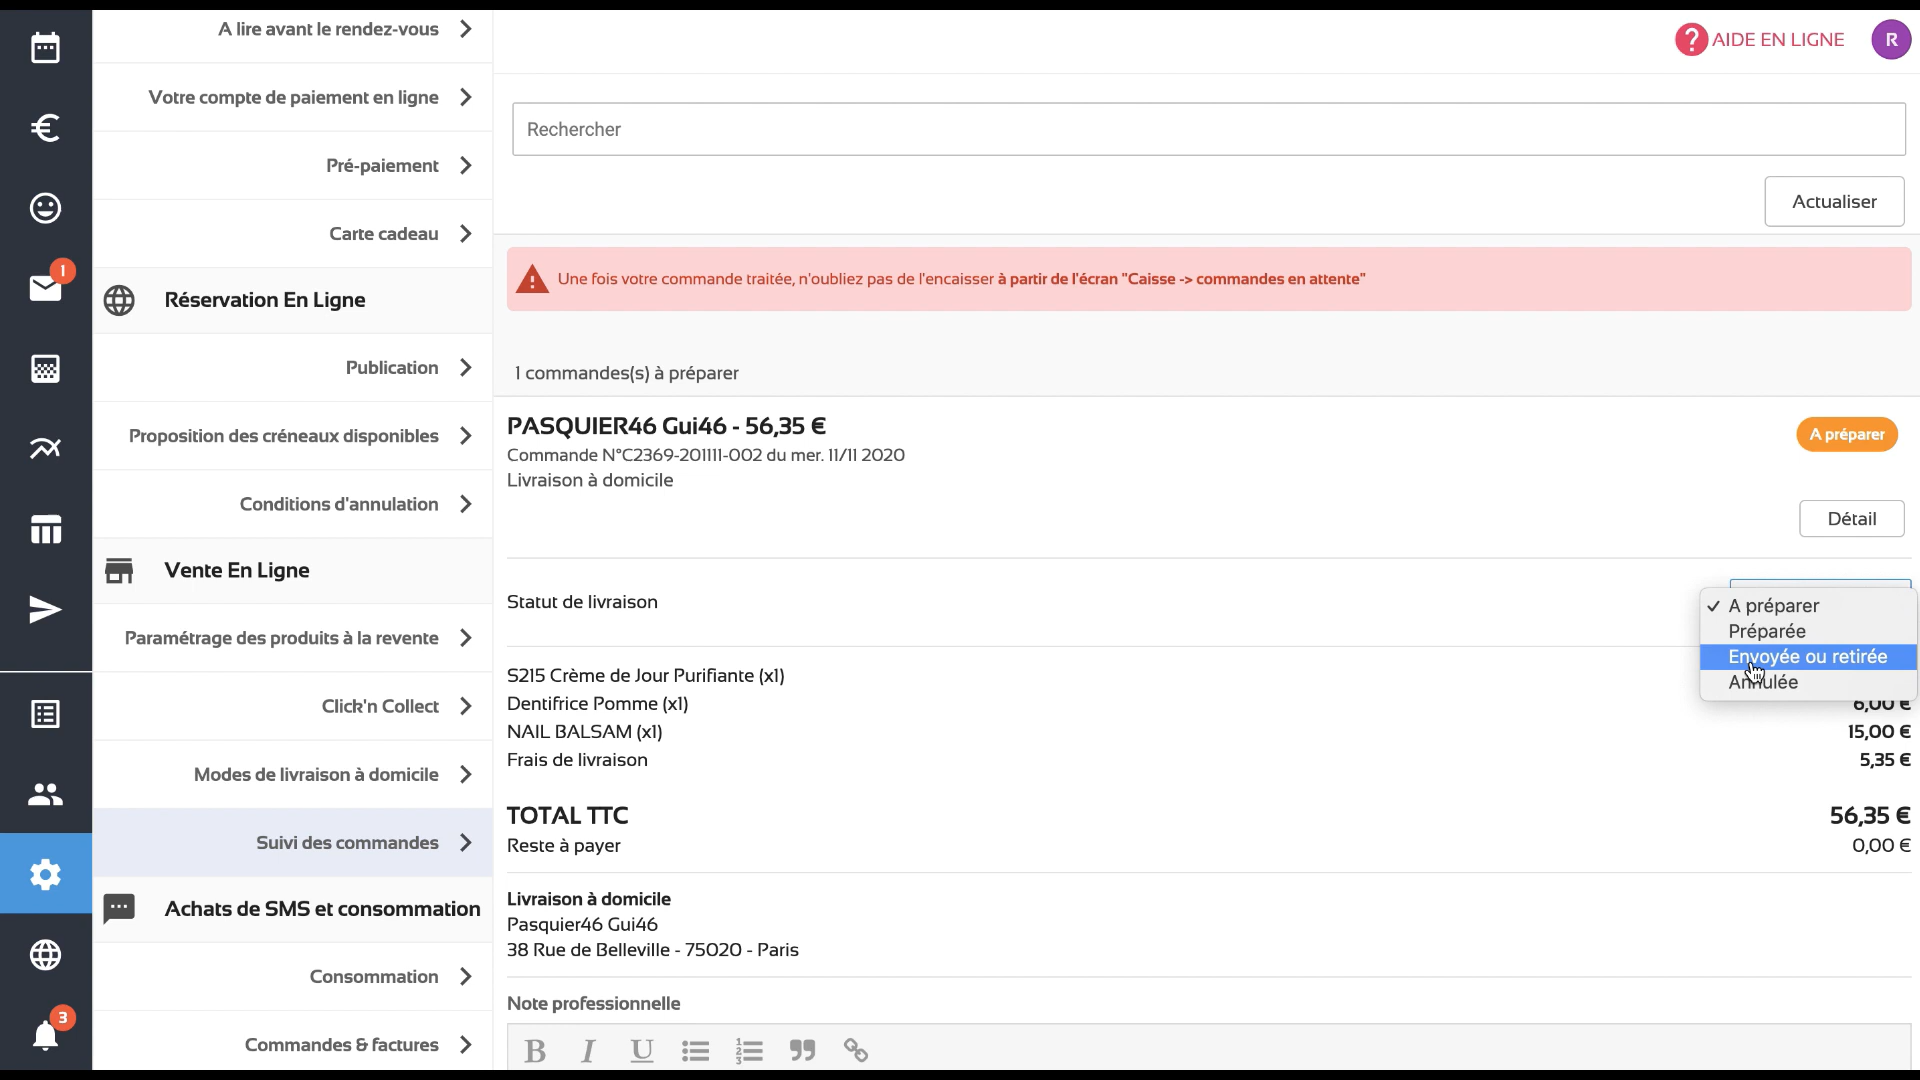 A lire avant le rendez-vous
Votre compte de paiement en ligne
Pré-paiement
Carte cadeau
Réservation En Ligne
Publication
Proposition des créneaux disponibles
Conditions d'annulation
Vente En Ligne
Paramétrage des produits à la revente
Click'n Collect
Modes de livraison à domicile
Suivi des commandes
Achats de SMS et consommation
Consommation
Commandes & factures
1
3
? AIDE EN LIGNE
R
Rechercher
Actualiser
Une fois votre commande traitée, n'oubliez pas de l'encaisser à partir de l'écran "Caisse -> commandes en attente"
1 commandes(s) à préparer
PASQUIER46 Gui46 - 56,35 €
A préparer
Commande N°C2369-201111-002 du mer. 11/11 2020
Livraison à domicile
Détail
Statut de livraison
✓ A préparer
Préparée
Envoyée ou retirée
Annulée
S215 Crème de Jour Purifiante (x1)
Dentifrice Pomme (x1) 6,00 €
NAIL BALSAM (x1) 15,00 €
Frais de livraison 5,35 €
TOTAL TTC 56,35 €
Reste à payer 0,00 €
Livraison à domicile
Pasquier46 Gui46
38 Rue de Belleville - 75020 - Paris
Note professionnelle
B I U